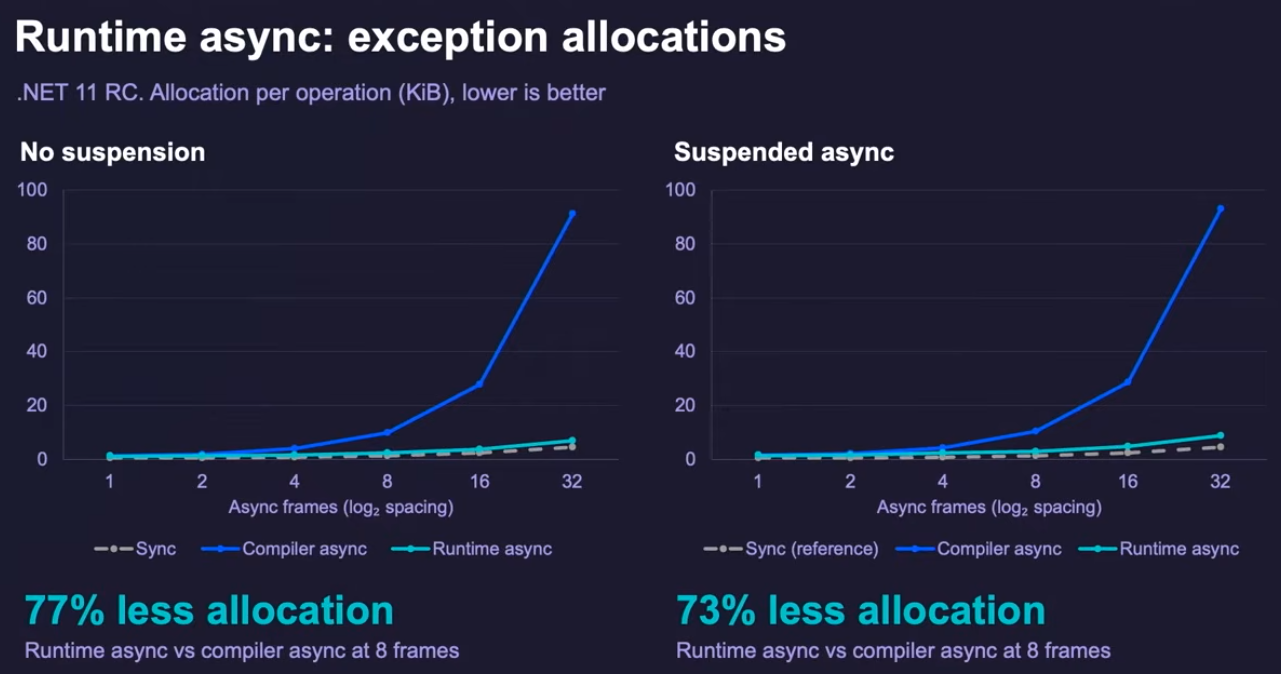 Runtime async: exception allocations
.NET 11 RC. Allocation per operation (KiB), lower is better
No suspension
100
80
60
40
20
0
1 2 4 8 16 32
Async frames (log₂ spacing)
Sync Compiler async Runtime async
77% less allocation
Runtime async vs compiler async at 8 frames
Suspended async
100
80
60
40
20
0
1 2 4 8 16 32
Async frames (log₂ spacing)
Sync (reference) Compiler async Runtime async
73% less allocation
Runtime async vs compiler async at 8 frames